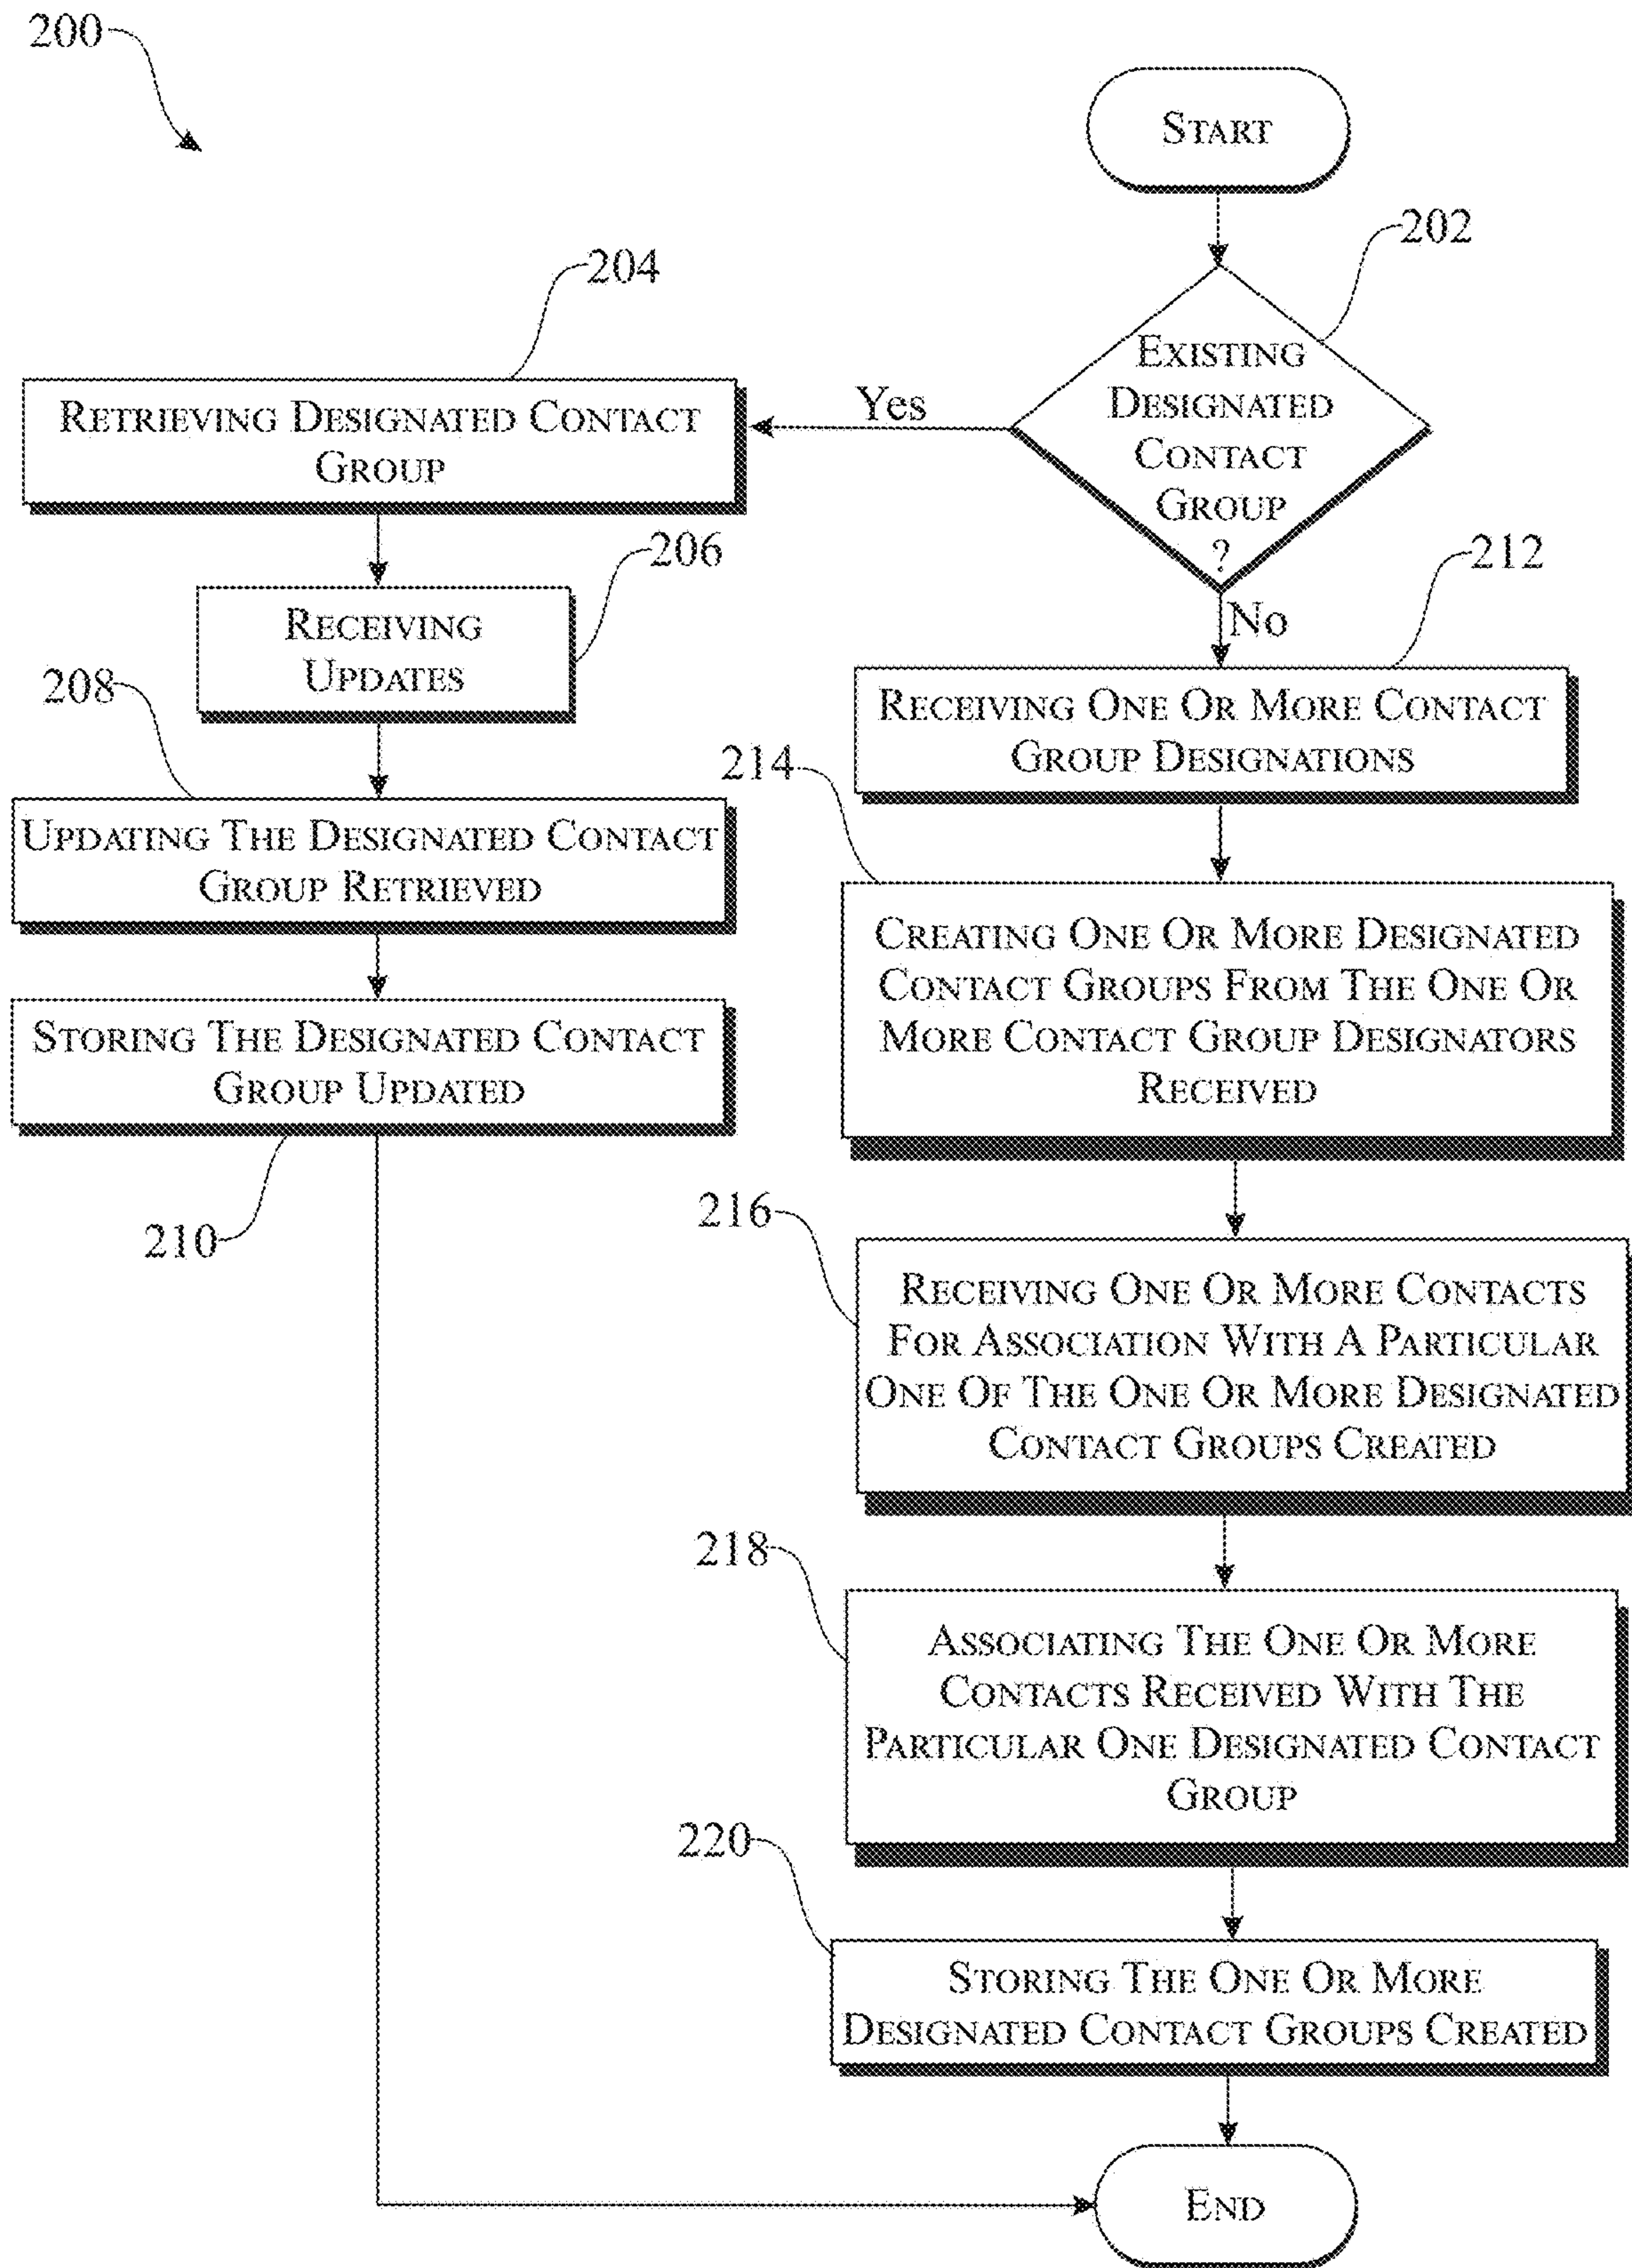 200
START
202
EXISTING
DESIGNATED
CONTACT
GROUP
?
Yes
204
RETRIEVING DESIGNATED CONTACT
GROUP
206
RECEIVING
UPDATES
208
UPDATING THE DESIGNATED CONTACT
GROUP RETRIEVED
STORING THE DESIGNATED CONTACT
GROUP UPDATED
210
No
212
RECEIVING ONE OR MORE CONTACT
GROUP DESIGNATIONS
214
CREATING ONE OR MORE DESIGNATED
CONTACT GROUPS FROM THE ONE OR
MORE CONTACT GROUP DESIGNATORS
RECEIVED
216
RECEIVING ONE OR MORE CONTACTS
FOR ASSOCIATION WITH A PARTICULAR
ONE OF THE ONE OR MORE DESIGNATED
CONTACT GROUPS CREATED
218
ASSOCIATING THE ONE OR MORE
CONTACTS RECEIVED WITH THE
PARTICULAR ONE DESIGNATED CONTACT
GROUP
220
STORING THE ONE OR MORE
DESIGNATED CONTACT GROUPS CREATED
END